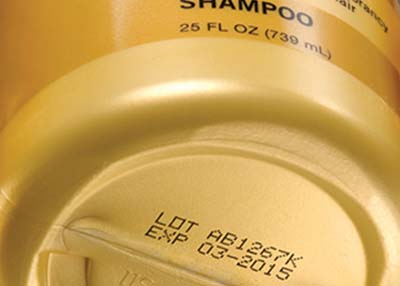 SHAMPOO
25 FL OZ (739 mL)
LOT AB1267K
EXP 03-2015